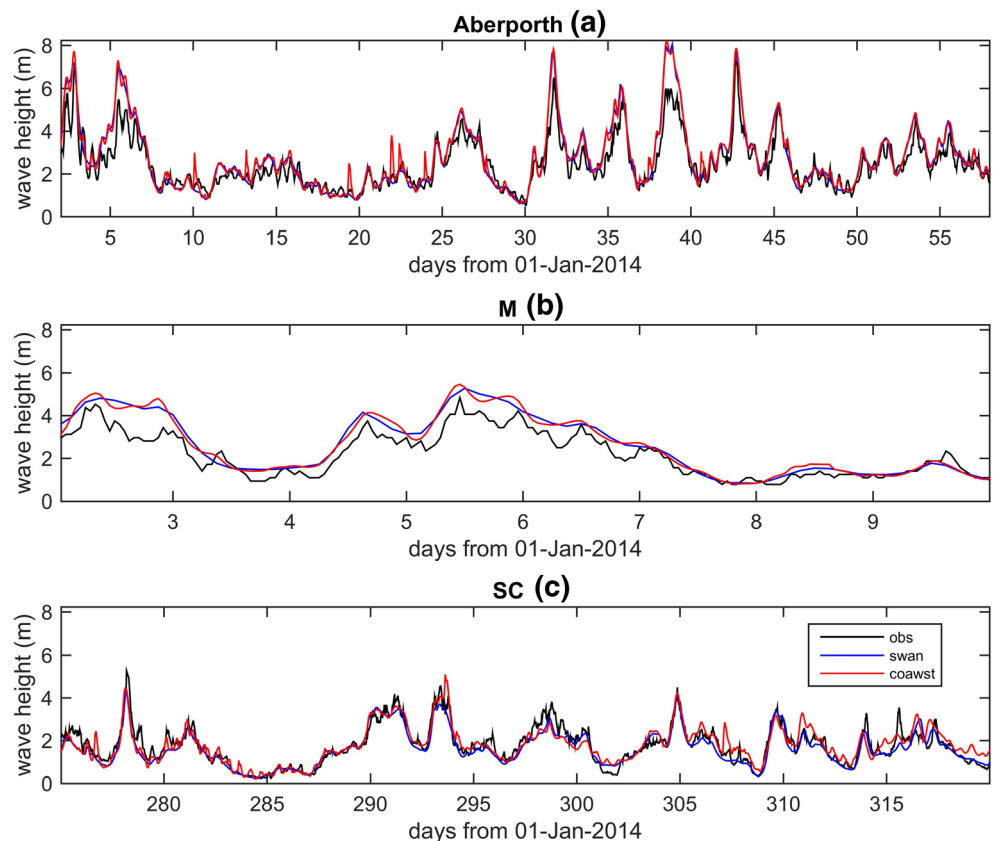 Aberporth (a)
wave height (m)
8
6
4
2
0
5 10 15 20 25 30 35 40 45 50 55
days from 01-Jan-2014
M (b)
wave height (m)
8
6
4
2
0
3 4 5 6 7 8 9
days from 01-Jan-2014
SC (c)
wave height (m)
8
6
4
2
0
obs
swan
coawst
280 285 290 295 300 305 310 315
days from 01-Jan-2014